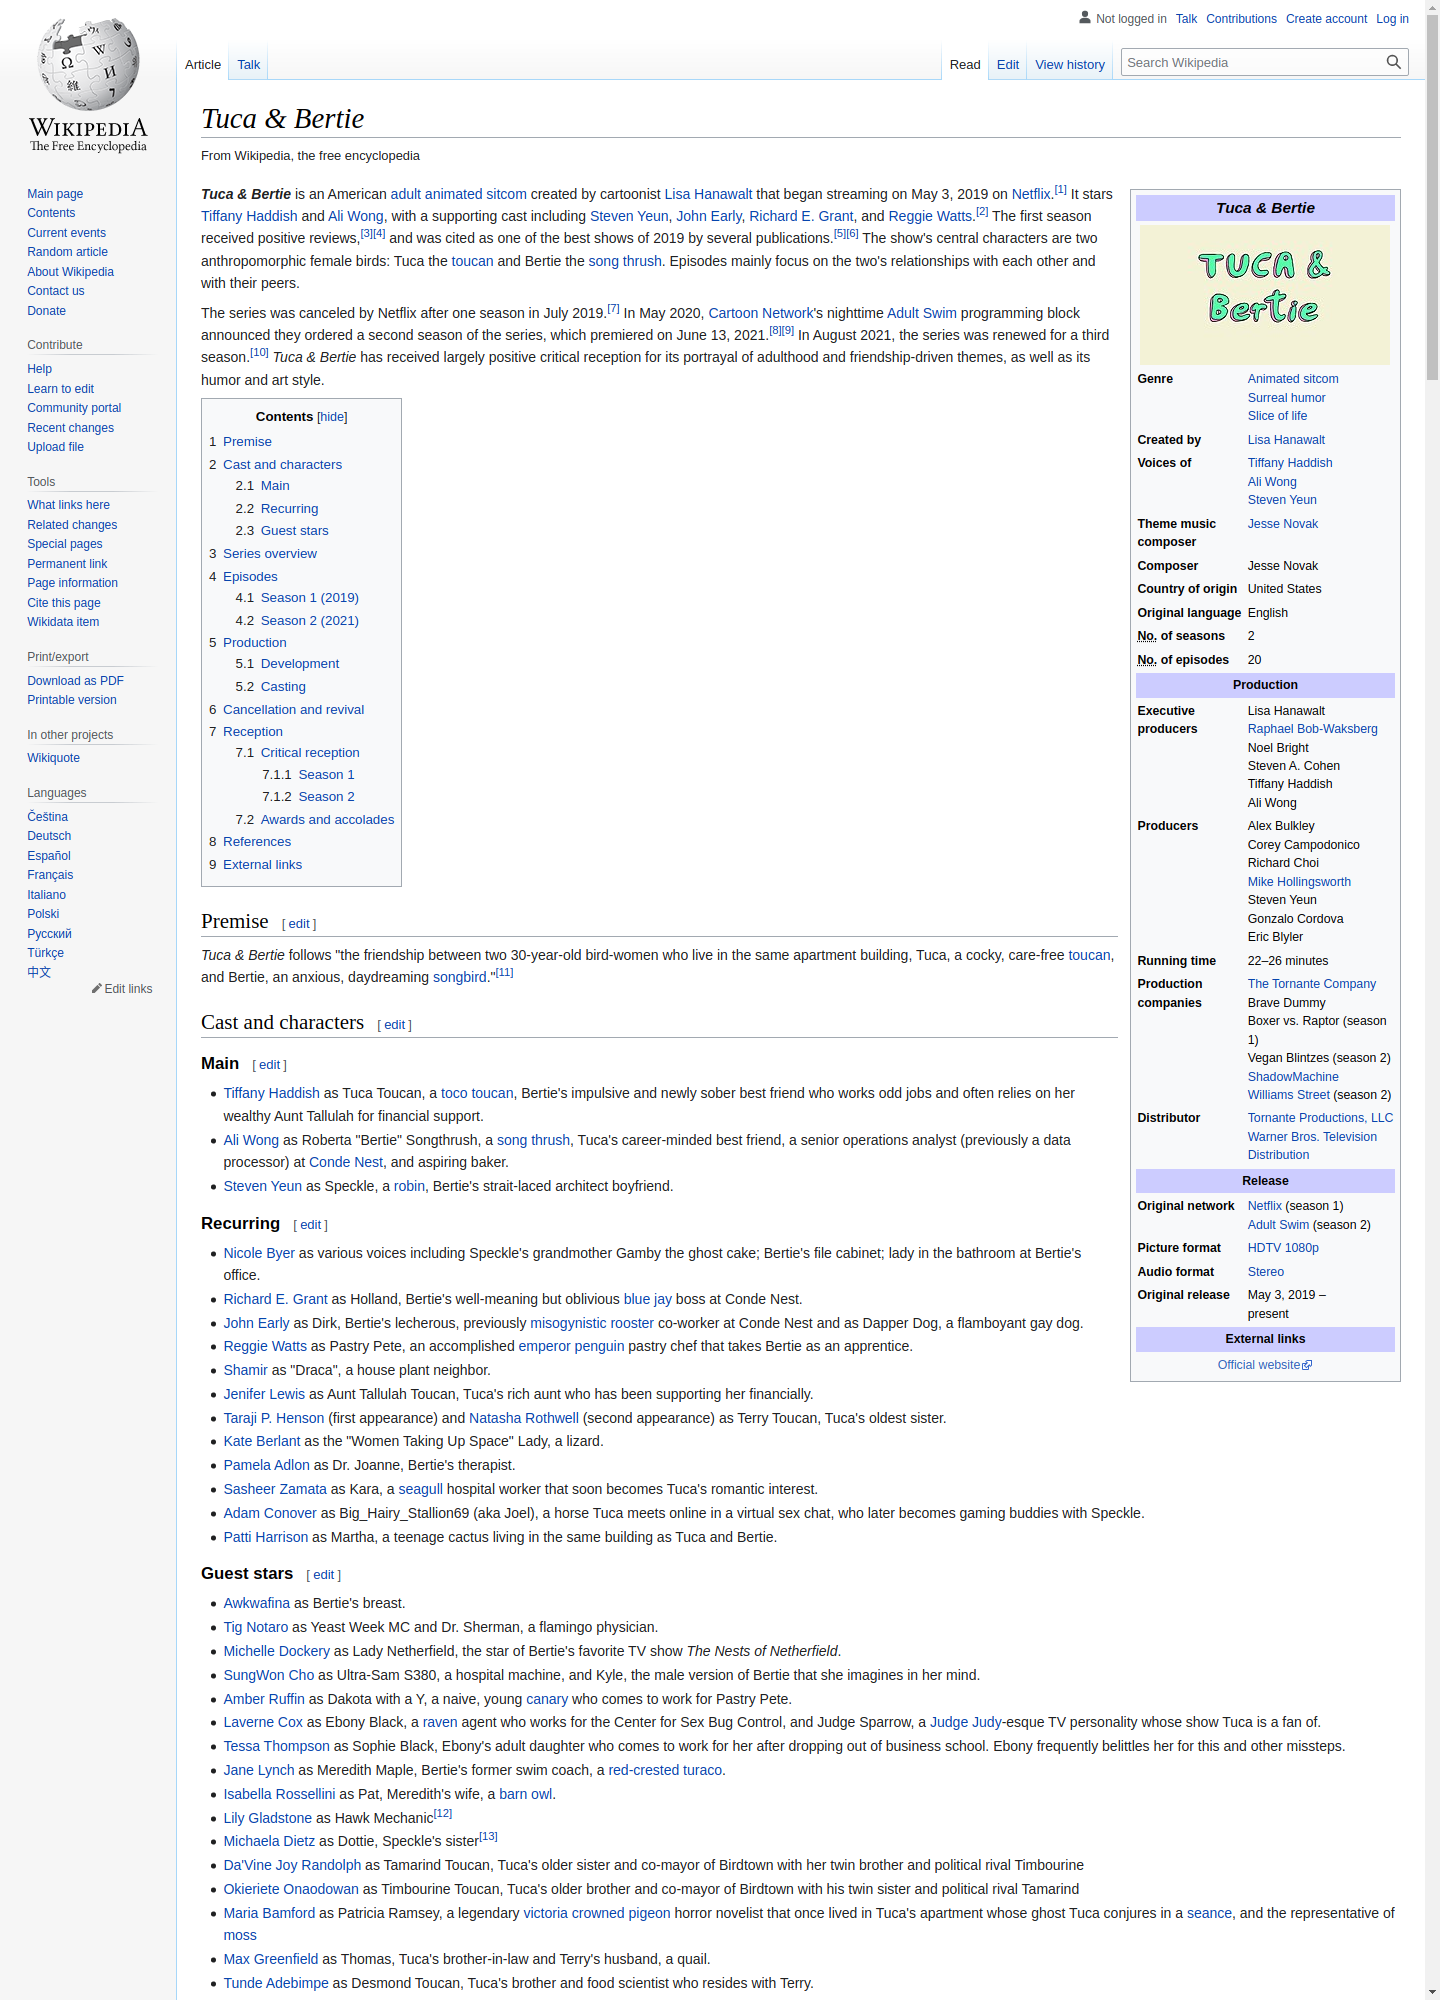 Not logged in Talk Contributions Create account Log in
Article Talk Read Edit View history Search Wikipedia
WIKIPEDIA
The Free Encyclopedia
Main page
Contents
Current events
Random article
About Wikipedia
Contact us
Donate
Contribute
Help
Learn to edit
Community portal
Recent changes
Upload file
Tools
What links here
Related changes
Special pages
Permanent link
Page information
Cite this page
Wikidata item
Print/export
Download as PDF
Printable version
In other projects
Wikiquote
Languages
Čeština
Deutsch
Español
Français
Italiano
Polski
Русский
Türkçe
中文
Edit links
Tuca & Bertie
From Wikipedia, the free encyclopedia
Tuca & Bertie is an American adult animated sitcom created by cartoonist Lisa Hanawalt that began streaming on May 3, 2019 on Netflix.[1] It stars
Tiffany Haddish and Ali Wong, with a supporting cast including Steven Yeun, John Early, Richard E. Grant, and Reggie Watts.[2] The first season
received positive reviews,[3][4] and was cited as one of the best shows of 2019 by several publications.[5][6] The show's central characters are two
anthropomorphic female birds: Tuca the toucan and Bertie the song thrush. Episodes mainly focus on the two's relationships with each other and
with their peers.
The series was canceled by Netflix after one season in July 2019.[7] In May 2020, Cartoon Network's nighttime Adult Swim programming block
announced they ordered a second season of the series, which premiered on June 13, 2021.[8][9] In August 2021, the series was renewed for a third
season.[10] Tuca & Bertie has received largely positive critical reception for its portrayal of adulthood and friendship-driven themes, as well as its
humor and art style.
Contents [hide]
1 Premise
2 Cast and characters
2.1 Main
2.2 Recurring
2.3 Guest stars
3 Series overview
4 Episodes
4.1 Season 1 (2019)
4.2 Season 2 (2021)
5 Production
5.1 Development
5.2 Casting
6 Cancellation and revival
7 Reception
7.1 Critical reception
7.1.1 Season 1
7.1.2 Season 2
7.2 Awards and accolades
8 References
9 External links
Tuca & Bertie
TUCA &
Bertie
Genre Animated sitcom
Surreal humor
Slice of life
Created by Lisa Hanawalt
Voices of Tiffany Haddish
Ali Wong
Steven Yeun
Theme music Jesse Novak
composer
Composer Jesse Novak
Country of origin United States
Original language English
No. of seasons 2
No. of episodes 20
Production
Executive Lisa Hanawalt
producers Raphael Bob-Waksberg
Noel Bright
Steven A. Cohen
Tiffany Haddish
Ali Wong
Producers Alex Bulkley
Corey Campodonico
Richard Choi
Mike Hollingsworth
Steven Yeun
Gonzalo Cordova
Eric Blyler
Running time 22–26 minutes
Production The Tornante Company
companies Brave Dummy
Boxer vs. Raptor (season
1)
Vegan Blintzes (season 2)
ShadowMachine
Williams Street (season 2)
Distributor Tornante Productions, LLC
Warner Bros. Television
Distribution
Release
Original network Netflix (season 1)
Adult Swim (season 2)
Picture format HDTV 1080p
Audio format Stereo
Original release May 3, 2019 –
present
External links
Official website
Premise [ edit ]
Tuca & Bertie follows "the friendship between two 30-year-old bird-women who live in the same apartment building, Tuca, a cocky, care-free toucan,
and Bertie, an anxious, daydreaming songbird."[11]
Cast and characters [ edit ]
Main [ edit ]
Tiffany Haddish as Tuca Toucan, a toco toucan, Bertie's impulsive and newly sober best friend who works odd jobs and often relies on her
wealthy Aunt Tallulah for financial support.
Ali Wong as Roberta "Bertie" Songthrush, a song thrush, Tuca's career-minded best friend, a senior operations analyst (previously a data
processor) at Conde Nest, and aspiring baker.
Steven Yeun as Speckle, a robin, Bertie's strait-laced architect boyfriend.
Recurring [ edit ]
Nicole Byer as various voices including Speckle's grandmother Gamby the ghost cake; Bertie's file cabinet; lady in the bathroom at Bertie's
office.
Richard E. Grant as Holland, Bertie's well-meaning but oblivious blue jay boss at Conde Nest.
John Early as Dirk, Bertie's lecherous, previously misogynistic rooster co-worker at Conde Nest and as Dapper Dog, a flamboyant gay dog.
Reggie Watts as Pastry Pete, an accomplished emperor penguin pastry chef that takes Bertie as an apprentice.
Shamir as "Draca", a house plant neighbor.
Jenifer Lewis as Aunt Tallulah Toucan, Tuca's rich aunt who has been supporting her financially.
Taraji P. Henson (first appearance) and Natasha Rothwell (second appearance) as Terry Toucan, Tuca's oldest sister.
Kate Berlant as the "Women Taking Up Space" Lady, a lizard.
Pamela Adlon as Dr. Joanne, Bertie's therapist.
Sasheer Zamata as Kara, a seagull hospital worker that soon becomes Tuca's romantic interest.
Adam Conover as Big_Hairy_Stallion69 (aka Joel), a horse Tuca meets online in a virtual sex chat, who later becomes gaming buddies with Speckle.
Patti Harrison as Martha, a teenage cactus living in the same building as Tuca and Bertie.
Guest stars [ edit ]
Awkwafina as Bertie's breast.
Tig Notaro as Yeast Week MC and Dr. Sherman, a flamingo physician.
Michelle Dockery as Lady Netherfield, the star of Bertie's favorite TV show The Nests of Netherfield.
SungWon Cho as Ultra-Sam S380, a hospital machine, and Kyle, the male version of Bertie that she imagines in her mind.
Amber Ruffin as Dakota with a Y, a naive, young canary who comes to work for Pastry Pete.
Laverne Cox as Ebony Black, a raven agent who works for the Center for Sex Bug Control, and Judge Sparrow, a Judge Judy-esque TV personality whose show Tuca is a fan of.
Tessa Thompson as Sophie Black, Ebony's adult daughter who comes to work for her after dropping out of business school. Ebony frequently belittles her for this and other missteps.
Jane Lynch as Meredith Maple, Bertie's former swim coach, a red-crested turaco.
Isabella Rossellini as Pat, Meredith's wife, a barn owl.
Lily Gladstone as Hawk Mechanic[12]
Michaela Dietz as Dottie, Speckle's sister[13]
Da'Vine Joy Randolph as Tamarind Toucan, Tuca's older sister and co-mayor of Birdtown with her twin brother and political rival Timbourine
Okieriete Onaodowan as Timbourine Toucan, Tuca's older brother and co-mayor of Birdtown with his twin sister and political rival Tamarind
Maria Bamford as Patricia Ramsey, a legendary victoria crowned pigeon horror novelist that once lived in Tuca's apartment whose ghost Tuca conjures in a seance, and the representative of
moss
Max Greenfield as Thomas, Tuca's brother-in-law and Terry's husband, a quail.
Tunde Adebimpe as Desmond Toucan, Tuca's brother and food scientist who resides with Terry.